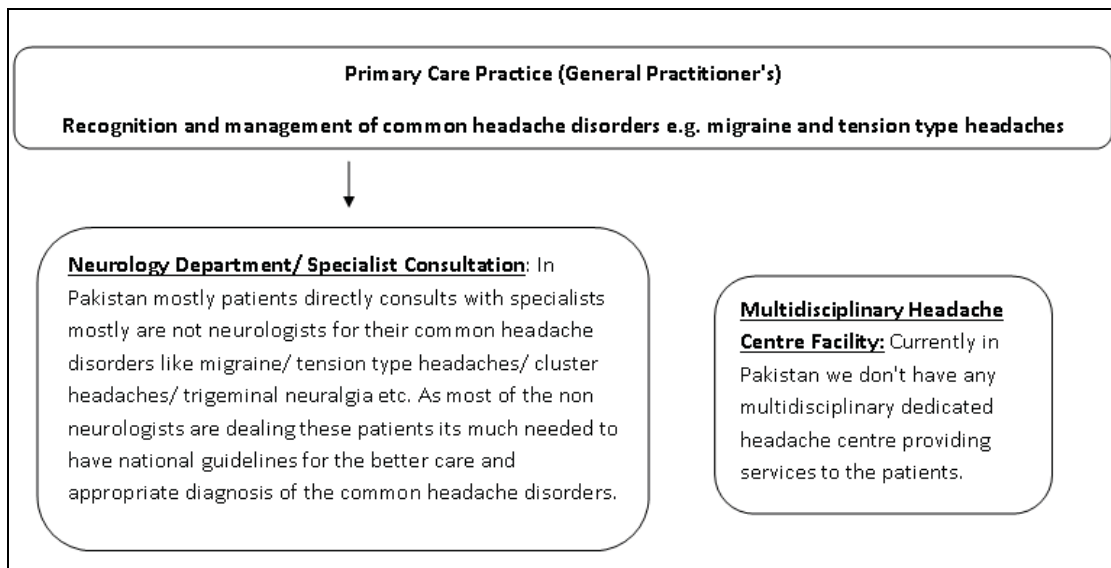 Primary Care Practice (General Practitioner's)
Recognition and management of common headache disorders e.g. migraine and tension type headaches
Neurology Department/ Specialist Consultation: In
Pakistan mostly patients directly consults with specialists
mostly are not neurologists for their common headache
disorders like migraine/ tension type headaches/ cluster
headaches/ trigeminal neuralgia etc. As most of the non
neurologists are dealing these patients its much needed to
have national guidelines for the better care and
appropriate diagnosis of the common headache disorders.
Multidisciplinary Headache
Centre Facility: Currently in
Pakistan we don't have any
multidisciplinary dedicated
headache centre providing
services to the patients.